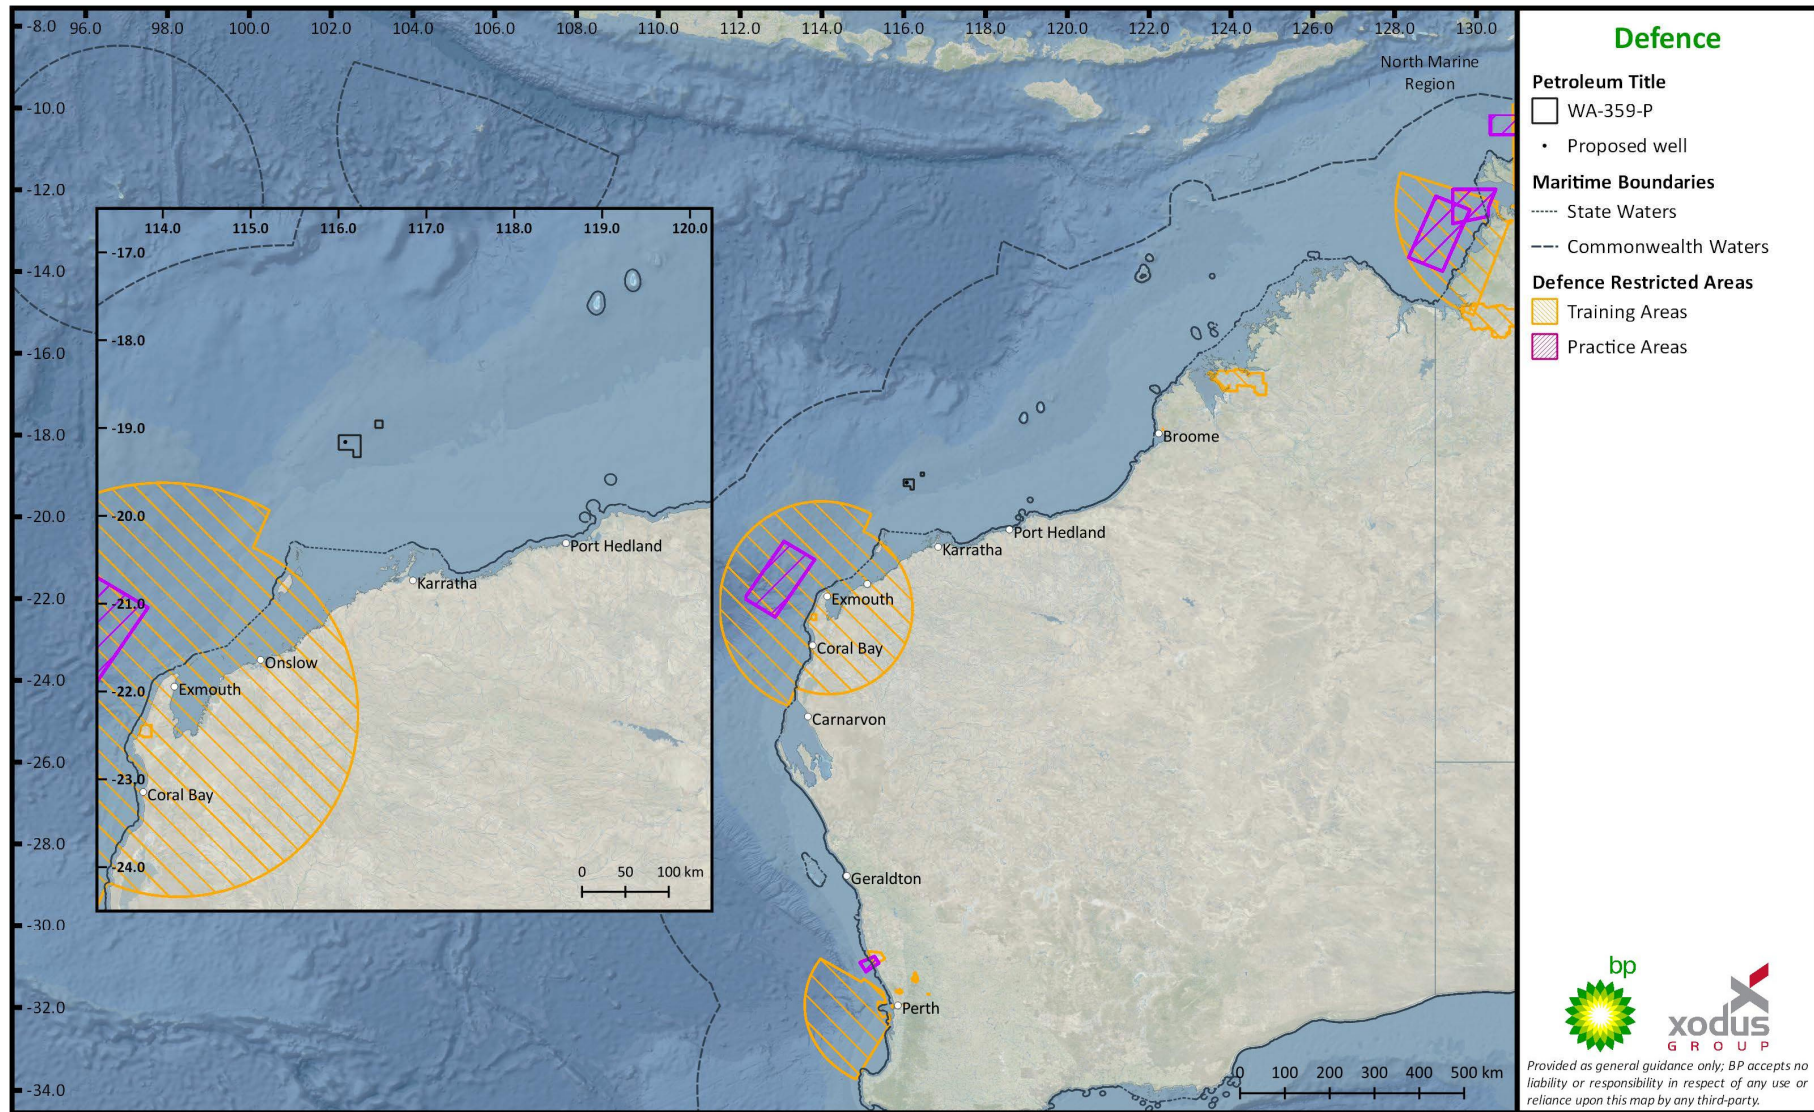 -8.0 96.0 98.0 100.0 102.0 104.0 106.0 108.0 110.0 112.0 114.0 116.0 118.0 120.0 122.0 124.0 126.0 128.0 130.0
-10.0
-12.0
-14.0
-16.0
-18.0
-20.0
-22.0
-24.0
-26.0
-28.0
-30.0
-32.0
-34.0
North Marine
Region
Broome
Port Hedland
Karratha
Exmouth
Coral Bay
Carnarvon
Geraldton
Perth
0 100 200 300 400 500 km
114.0 115.0 116.0 117.0 118.0 119.0 120.0
-17.0
-18.0
-19.0
-20.0
-21.0
-22.0
-23.0
-24.0
Port Hedland
Karratha
Onslow
Exmouth
Coral Bay
0 50 100 km
Defence
Petroleum Title
WA-359-P
Proposed well
Maritime Boundaries
State Waters
Commonwealth Waters
Defence Restricted Areas
Training Areas
Practice Areas
bp
xodus
GROUP
Provided as general guidance only; BP accepts no
liability or responsibility in respect of any use or
reliance upon this map by any third-party.